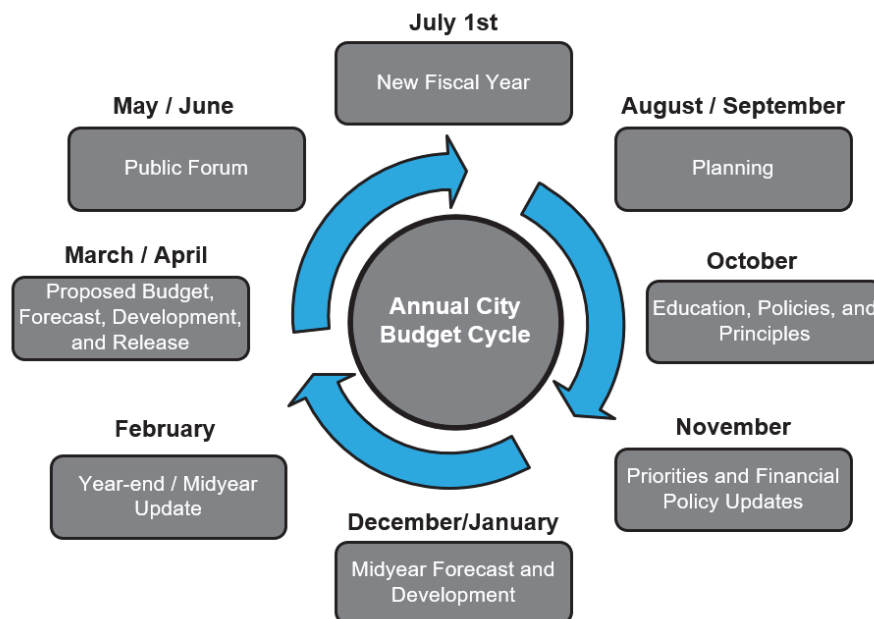 July 1st
New Fiscal Year
August / September
Planning
October
Education, Policies, and
Principles
November
Priorities and Financial
Policy Updates
December/January
Midyear Forecast and
Development
February
Year-end / Midyear
Update
March / April
Proposed Budget,
Forecast, Development,
and Release
May / June
Public Forum
Annual City
Budget Cycle